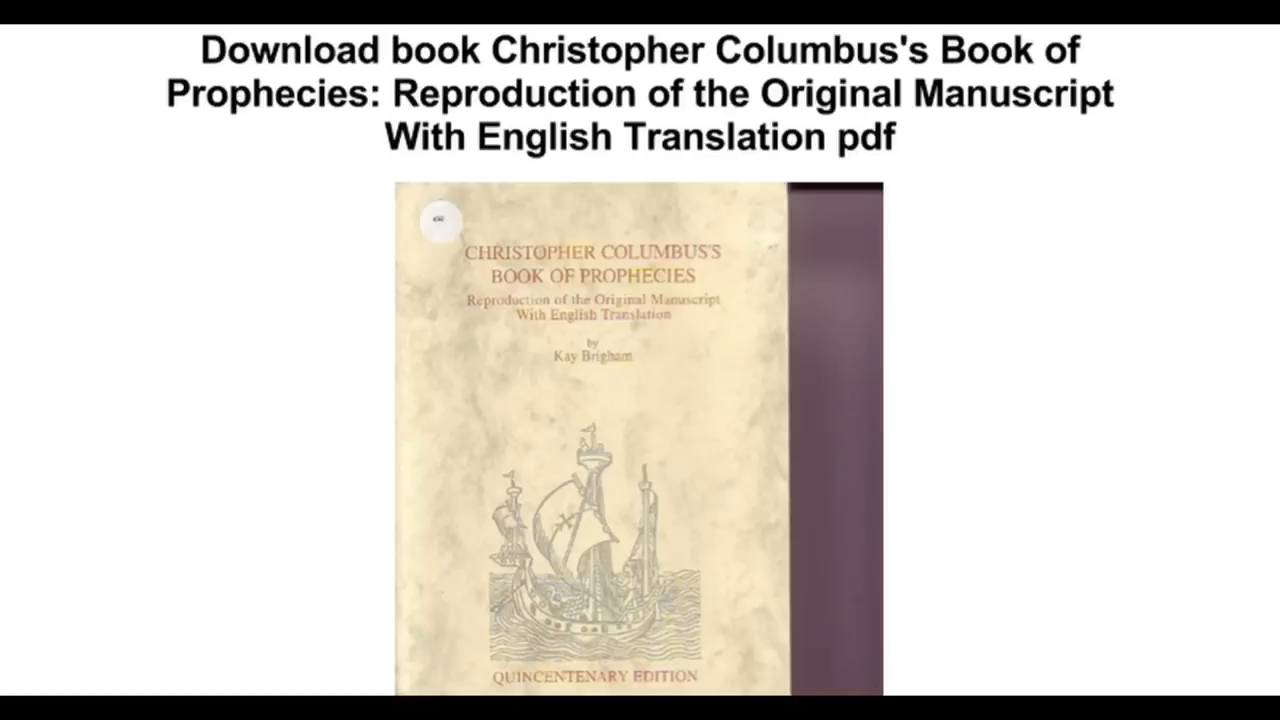 Download book Christopher Columbus's Book of
Prophecies: Reproduction of the Original Manuscript
With English Translation pdf
CHRISTOPHER COLUMBUS'S
BOOK OF PROPHECIES
Reproduction of the Original Manuscript
With English Translation
by
Kay Brigham
QUINCENTENARY EDITION